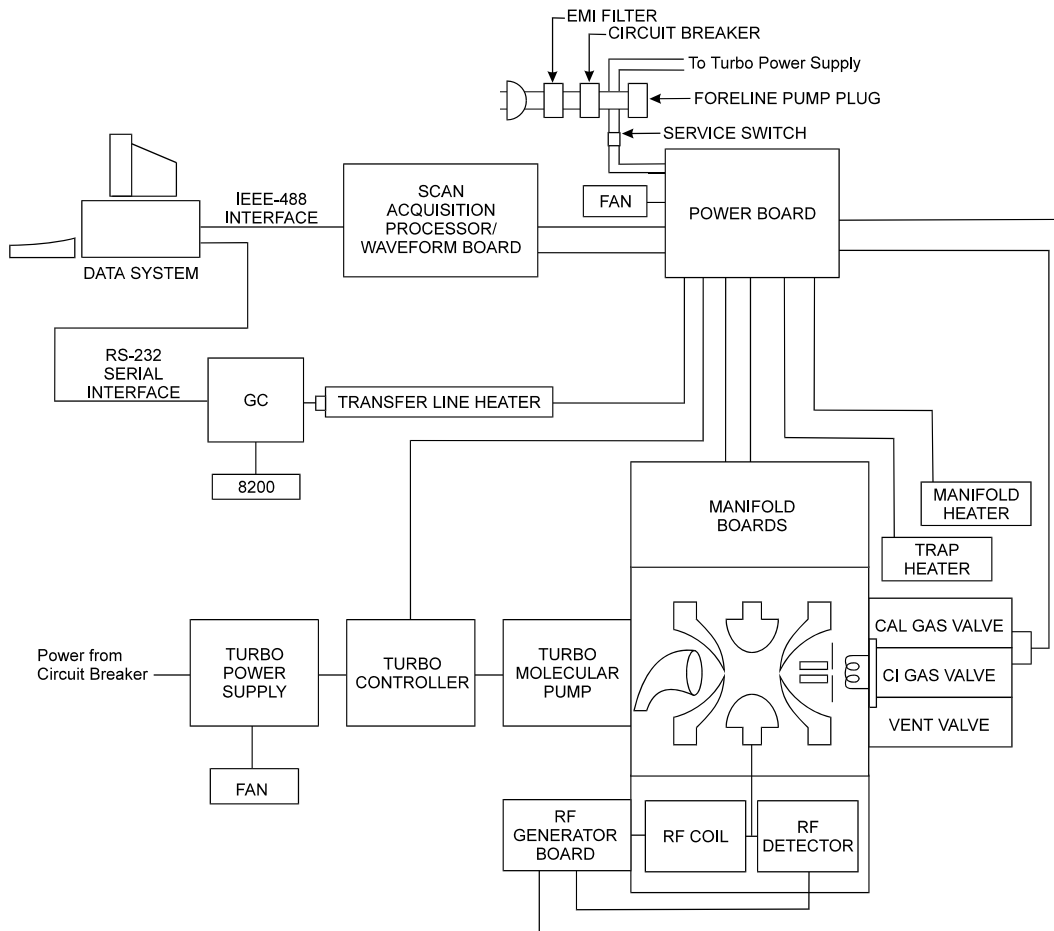 EMI FILTER
CIRCUIT BREAKER
To Turbo Power Supply
FORELINE PUMP PLUG
SERVICE SWITCH
IEEE-488
INTERFACE
SCAN
ACQUISITION
PROCESSOR/
WAVEFORM BOARD
FAN
POWER BOARD
DATA SYSTEM
RS-232
SERIAL
INTERFACE
GC
TRANSFER LINE HEATER
8200
MANIFOLD
BOARDS
MANIFOLD
HEATER
TRAP
HEATER
CAL GAS VALVE
CI GAS VALVE
VENT VALVE
Power from
Circuit Breaker
TURBO
POWER
SUPPLY
TURBO
CONTROLLER
TURBO
MOLECULAR
PUMP
FAN
RF
GENERATOR
BOARD
RF COIL
RF
DETECTOR